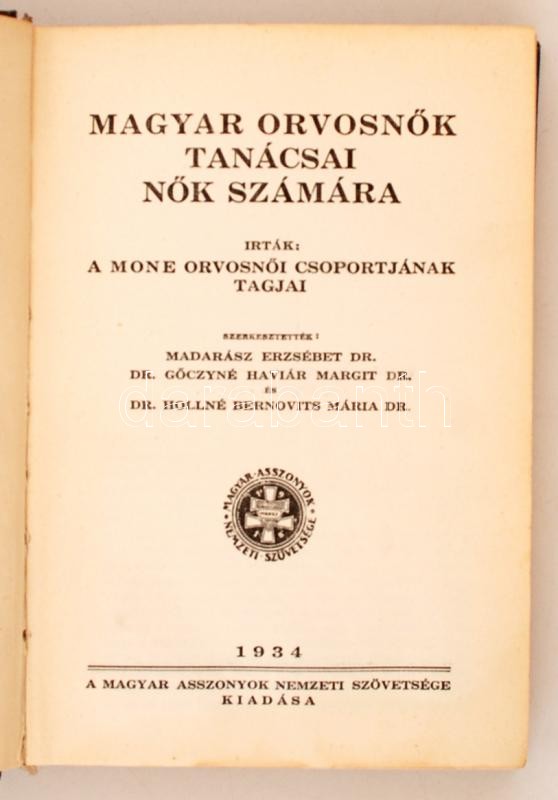 MAGYAR ORVOSNŐK
TANÁCSAI
NŐK SZÁMÁRA
IRTÁK:
A MONE ORVOSNŐI CSOPORTJÁNAK
TAGJAI
SZERKESZTETTÉK:
MADARÁSZ ERZSÉBET DR.
DR. GŐCZYNÉ HAVIÁR MARGIT DR.
ÉS
DR. HOLLNÉ BERNOVITS MÁRIA DR.
darabanth
MAGYAR·ASSZONYOK
NEMZETI·SZÖVETSÉGE
1934
A MAGYAR ASSZONYOK NEMZETI SZÖVETSÉGE
KIADÁSA